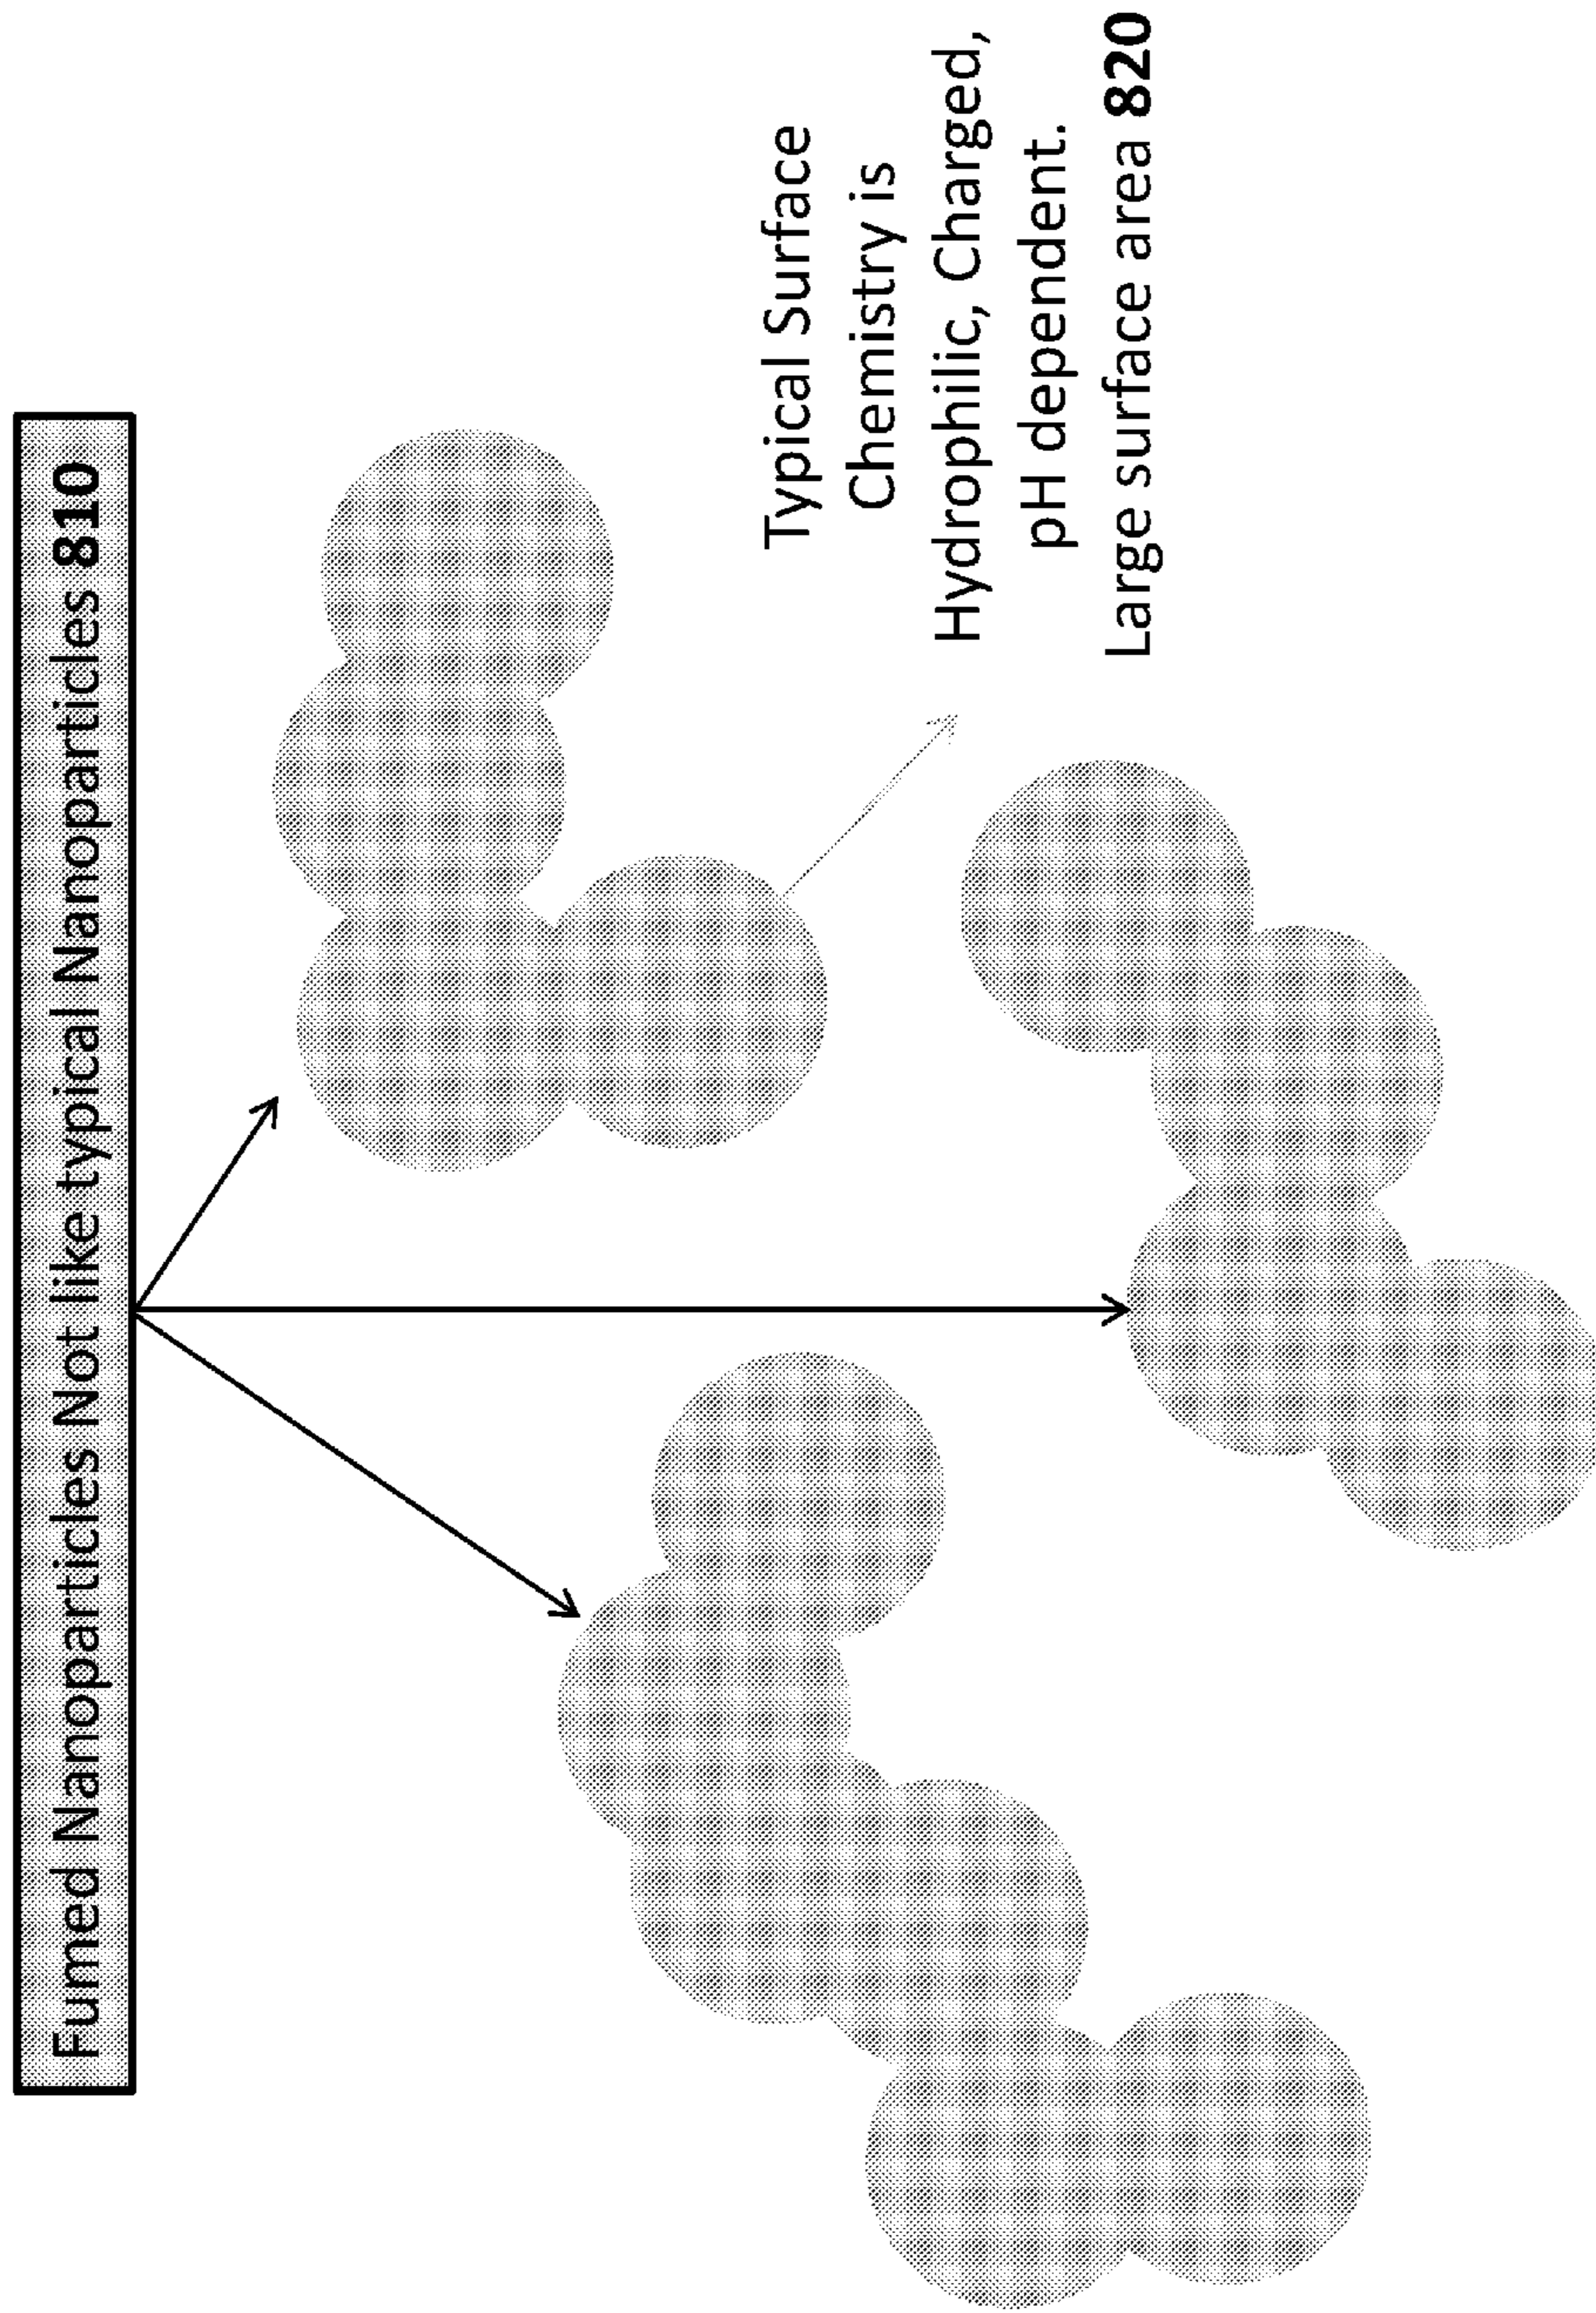 Fumed Nanoparticles Not like typical Nanoparticles 810
Typical Surface
Chemistry is
Hydrophilic, Charged,
pH dependent.
Large surface area 820